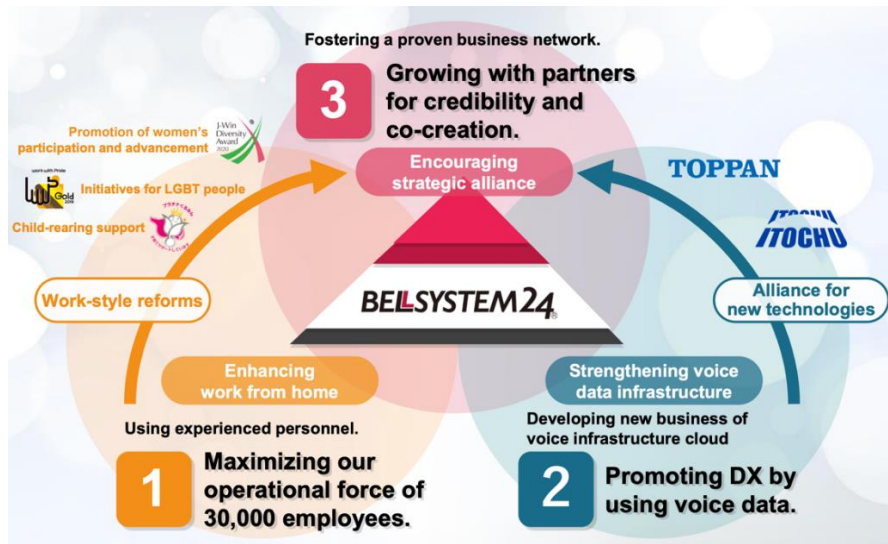 Fostering a proven business network.
3
Growing with partners
for credibility and
co-creation.
Encouraging
strategic alliance
Promotion of women's
participation and advancement
J-Win
Diversity
Award
2020
work with Pride
Gold
Initiatives for LGBT people
Child-rearing support
TOPPAN
ITOCHU
Work-style reforms
Alliance for
new technologies
BELLSYSTEM24®
Enhancing
work from home
Strengthening voice
data infrastructure
Using experienced personnel.
1
Maximizing our
operational force of
30,000 employees.
Developing new business of
voice infrastructure cloud
2
Promoting DX by
using voice data.